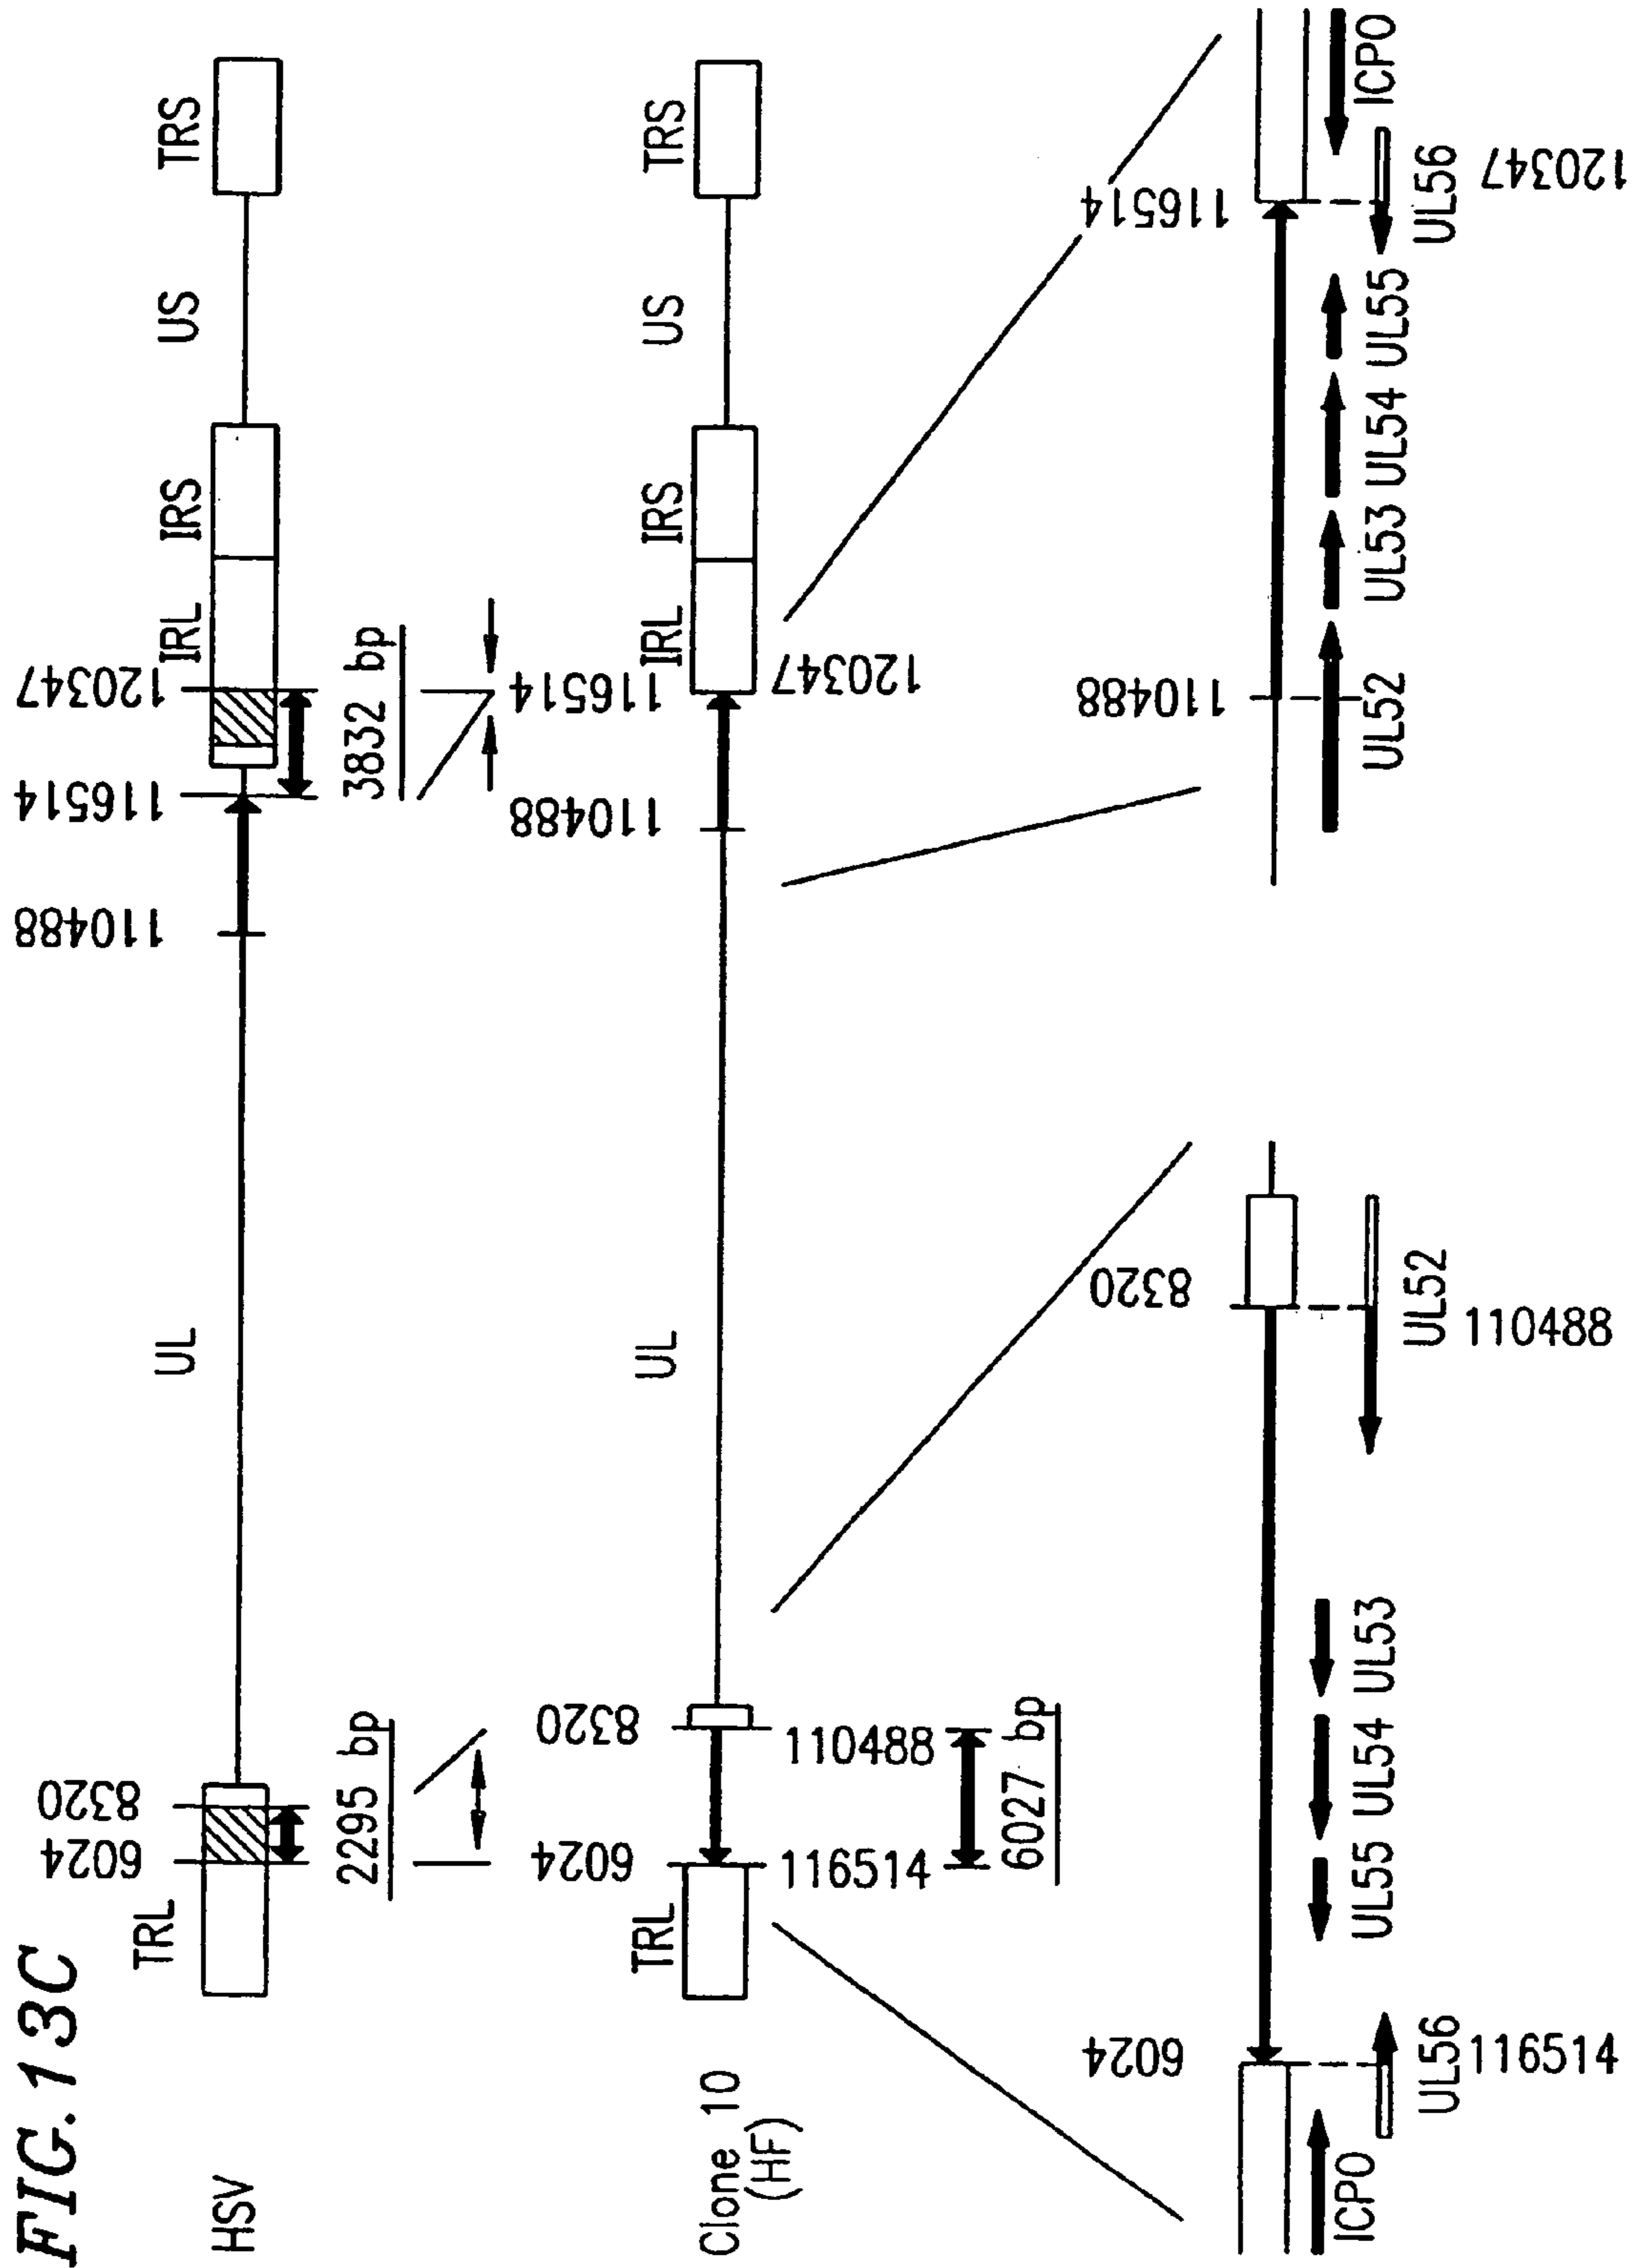 FIG. 13C
HSV
TRL
6024
8320
UL
110488
116514
120347
IRL
IRS
US
TRS
2295 bp
3832 bp
Clone 10
(HF)
TRL
6024
8320
UL
110488
116514
IRL
IRS
US
TRS
116514
110488
120347
6027 bp
6024
8320
110488
116514
ICPO
UL56
116514
UL55 UL54 UL53
UL52
110488
UL52
UL53 UL54 UL55
UL56
120347
ICPO